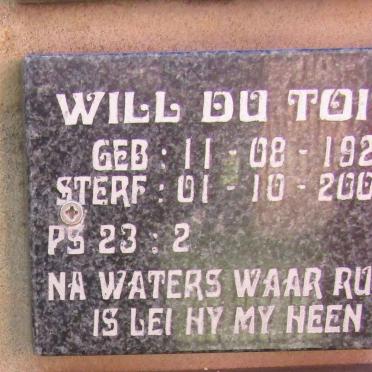 WILL DU TOI
GEB : 11 - 08 - 192
STERF : 01 - 10 - 200
PS 23 : 2
NA WATERS WAAR RU
IS LEI HY MY HEEN